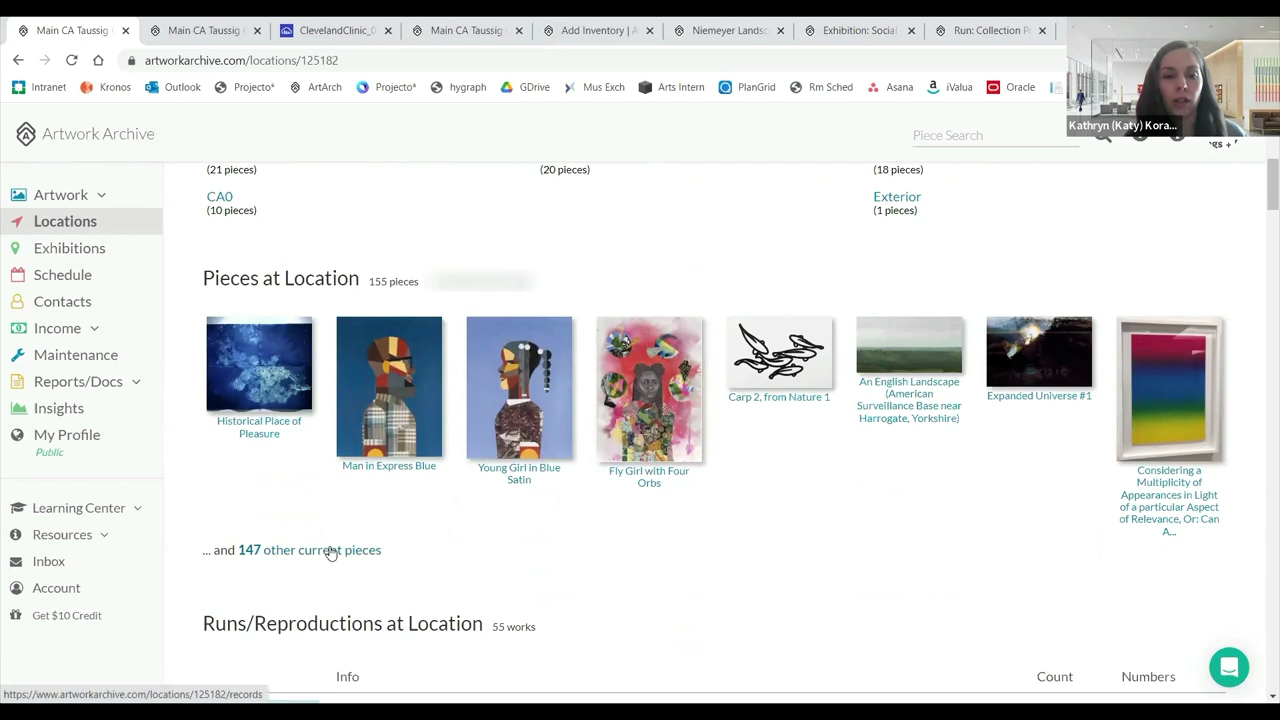 Main CA Taussig
Main CA Taussig
ClevelandClinic_
Main CA Taussig
Add Inventory | A
Niemeyer Lands
Exhibition: Social
Run: Collection P
artworkarchive.com/locations/125182
Intranet
Kronos
Outlook
Projecto*
ArtArch
Projecto*
hygraph
GDrive
Mus Exch
Arts Intern
PlanGrid
Rm Sched
Asana
iValua
Oracle
Kathryn (Katy) Kora...
Artwork Archive
Piece Search
Artwork
Locations
Exhibitions
Schedule
Contacts
Income
Maintenance
Reports/Docs
Insights
My Profile
Public
Learning Center
Resources
Inbox
Account
Get $10 Credit
(21 pieces)
(20 pieces)
(18 pieces)
CA0
(10 pieces)
Exterior
(1 pieces)
Pieces at Location 155 pieces
Historical Place of
Pleasure
Man in Express Blue
Young Girl in Blue
Satin
Fly Girl with Four
Orbs
Carp 2, from Nature 1
An English Landscape
(American
Surveillance Base near
Harrogate, Yorkshire)
Expanded Universe #1
Considering a
Multiplicity of
Appearances in Light
of a particular Aspect
of Relevance, Or: Can
A...
... and 147 other current pieces
Runs/Reproductions at Location 55 works
Info
Count
Numbers
https://www.artworkarchive.com/locations/125182/records